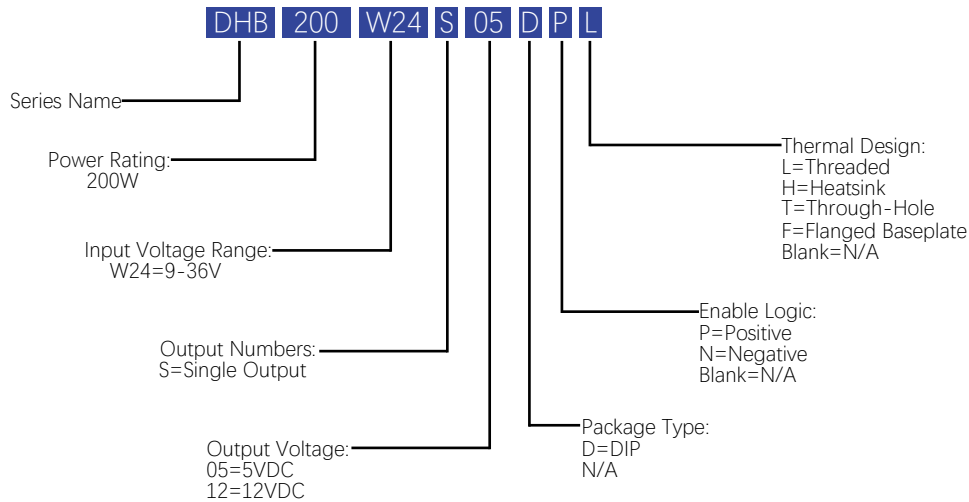 DHB 200 W24 S 05 D P L
Series Name
Power Rating:
200W
Input Voltage Range:
W24=9-36V
Output Numbers:
S=Single Output
Output Voltage:
05=5VDC
12=12VDC
Package Type:
D=DIP
N/A
Enable Logic:
P=Positive
N=Negative
Blank=N/A
Thermal Design:
L=Threaded
H=Heatsink
T=Through-Hole
F=Flanged Baseplate
Blank=N/A